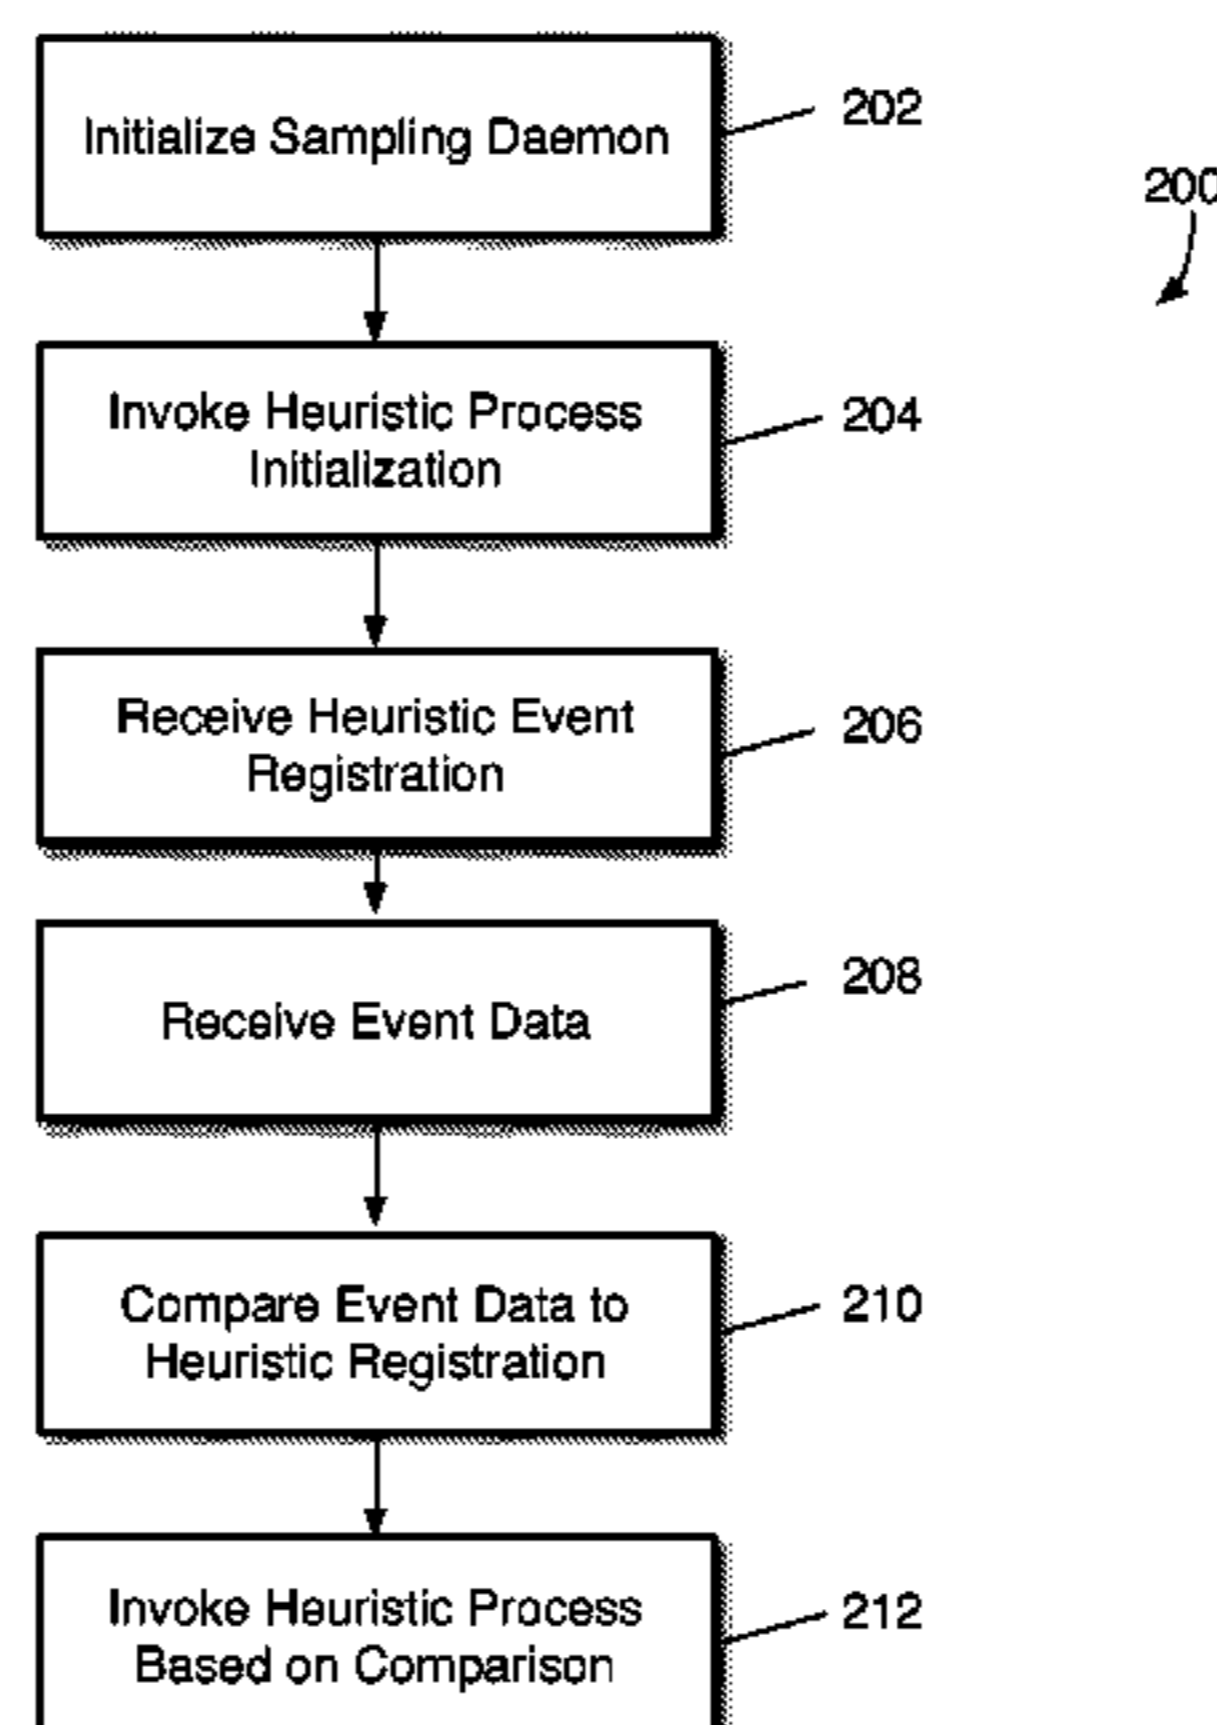 Initialize Sampling Daemon
202
200
Invoke Heuristic Process
Initialization
204
Receive Heuristic Event
Registration
206
Receive Event Data
208
Compare Event Data to
Heuristic Registration
210
Invoke Heuristic Process
Based on Comparison
212